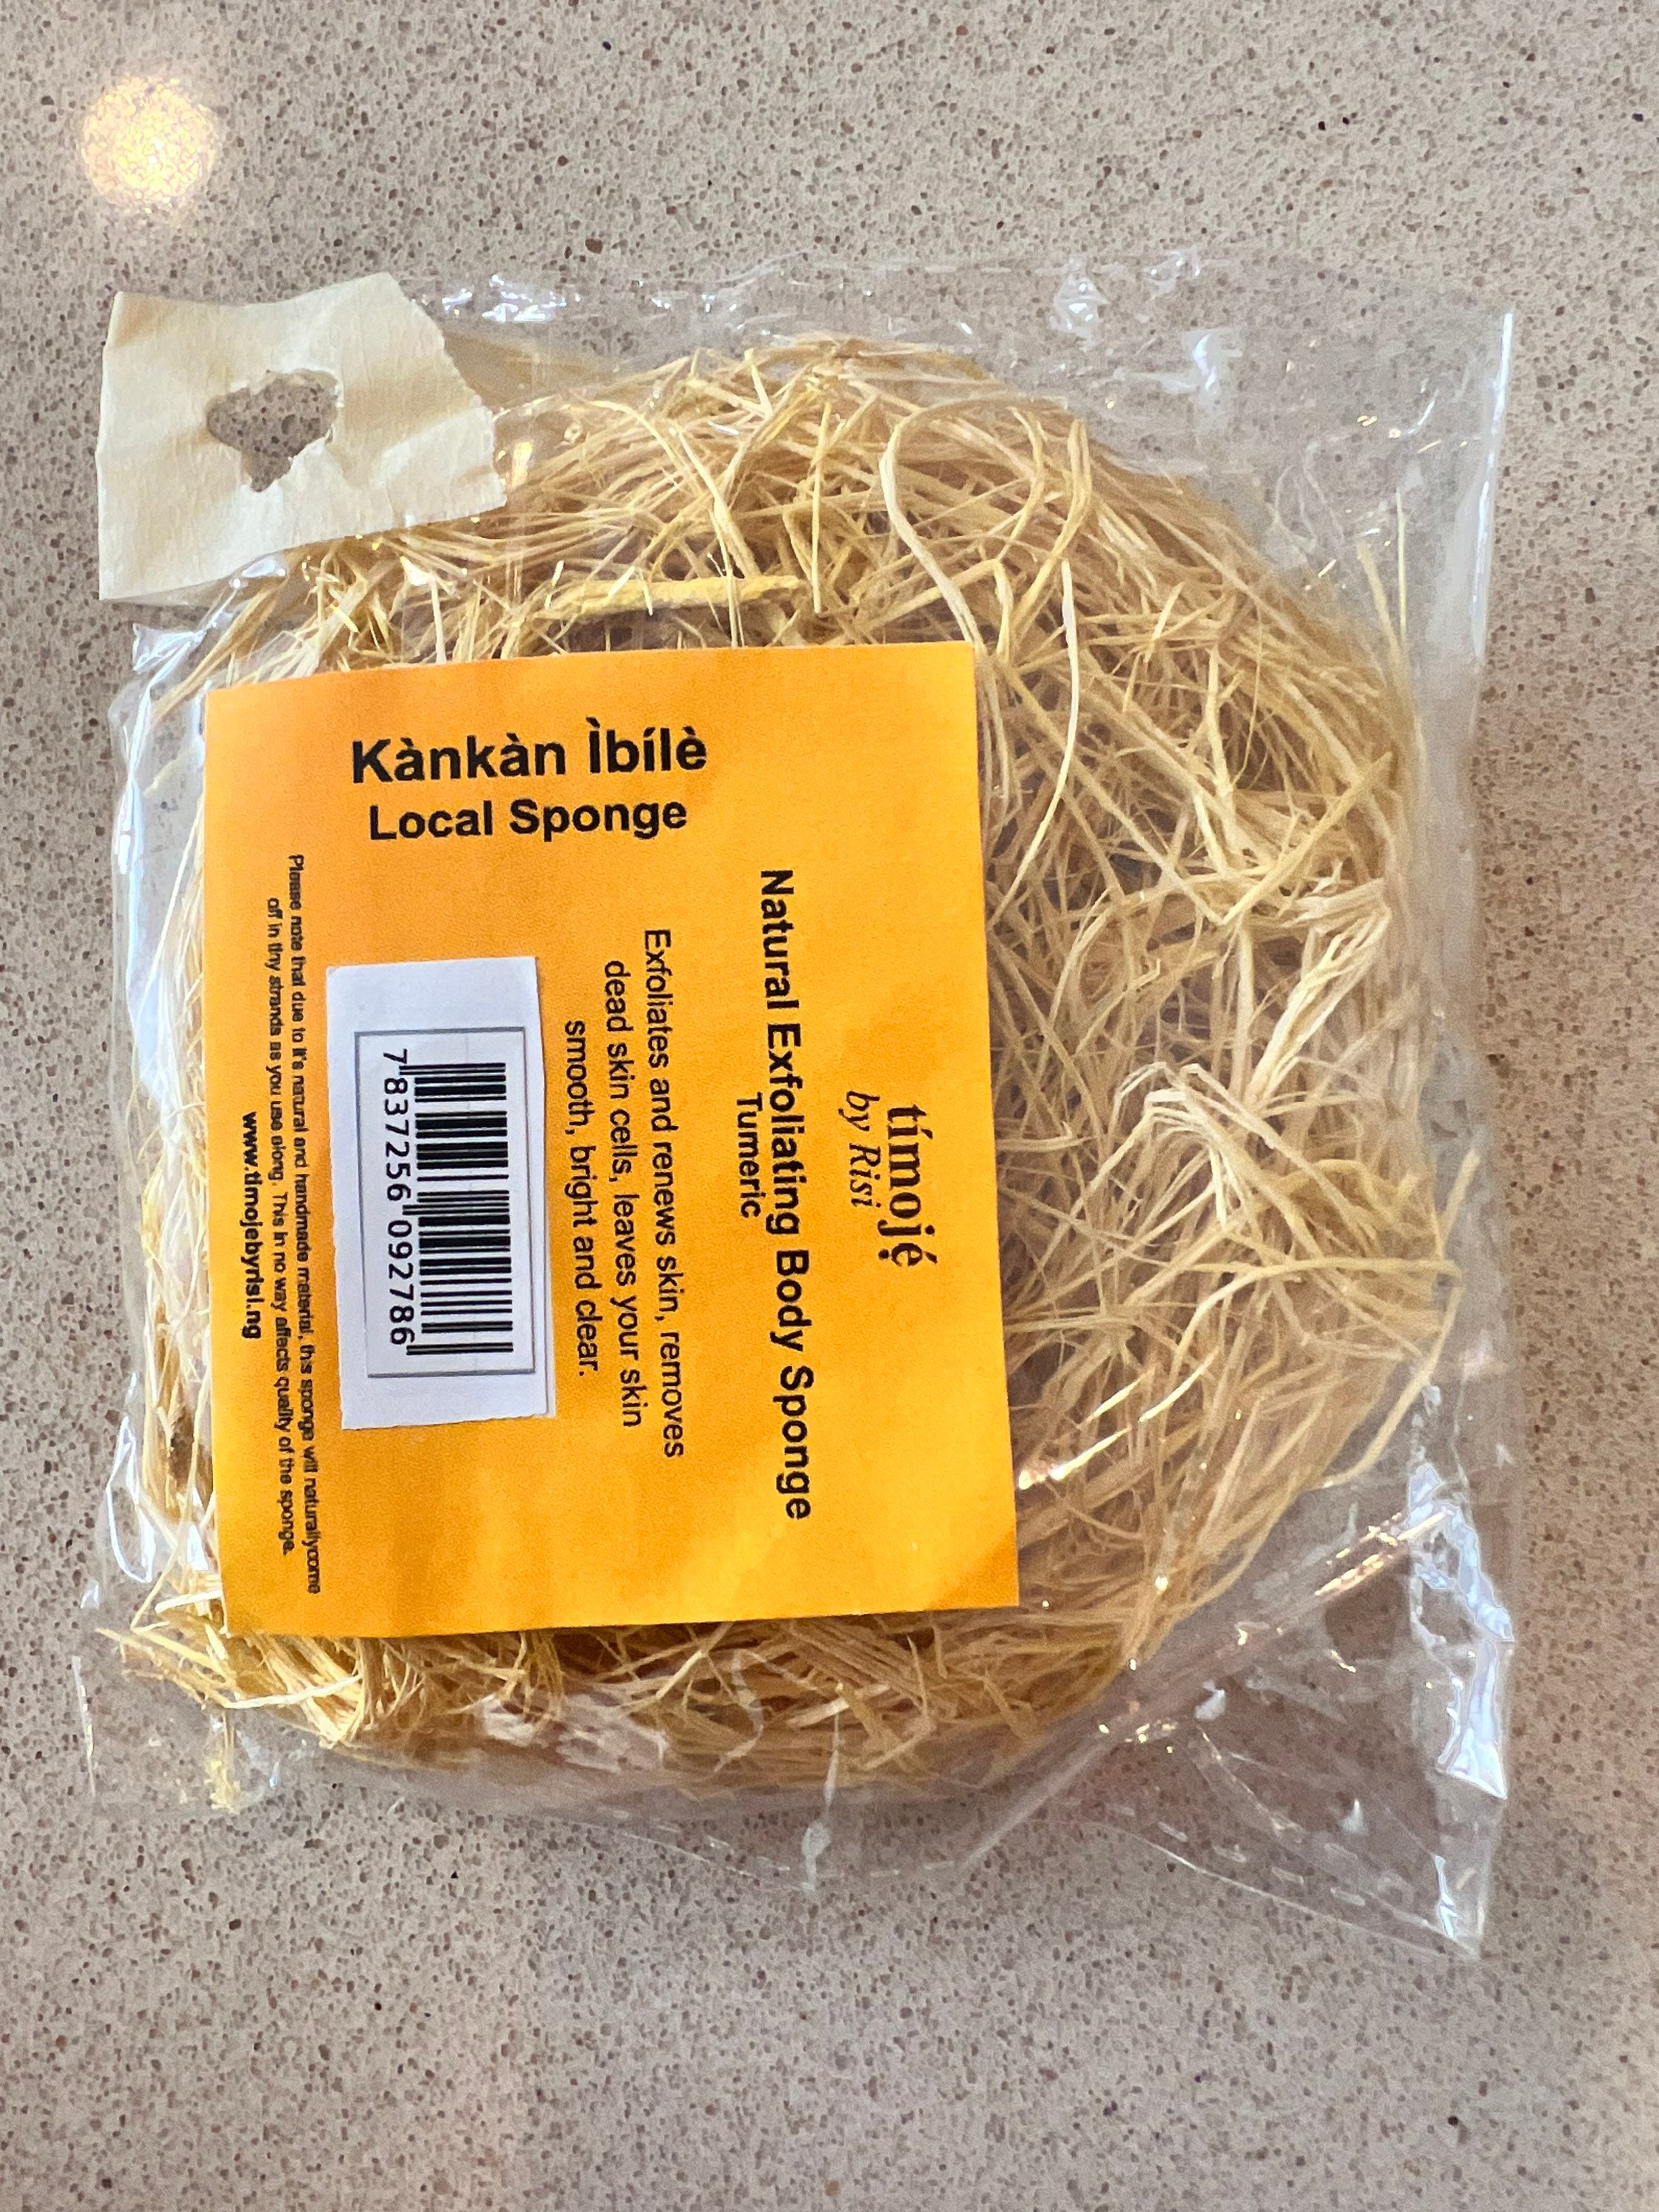 Kànkàn Ìbílè
Local Sponge
tímojẹ́
by Risi
Natural Exfoliating Body Sponge
Tumeric
Exfoliates and renews skin, removes
dead skin cells, leaves your skin
smooth, bright and clear.
7 837256 092786
Please note that due to it's natural and handmade material, this sponge will naturallycome
off in tiny strands as you use along. This in no way affects quality of the sponge.
www.timojebyrisi.ng